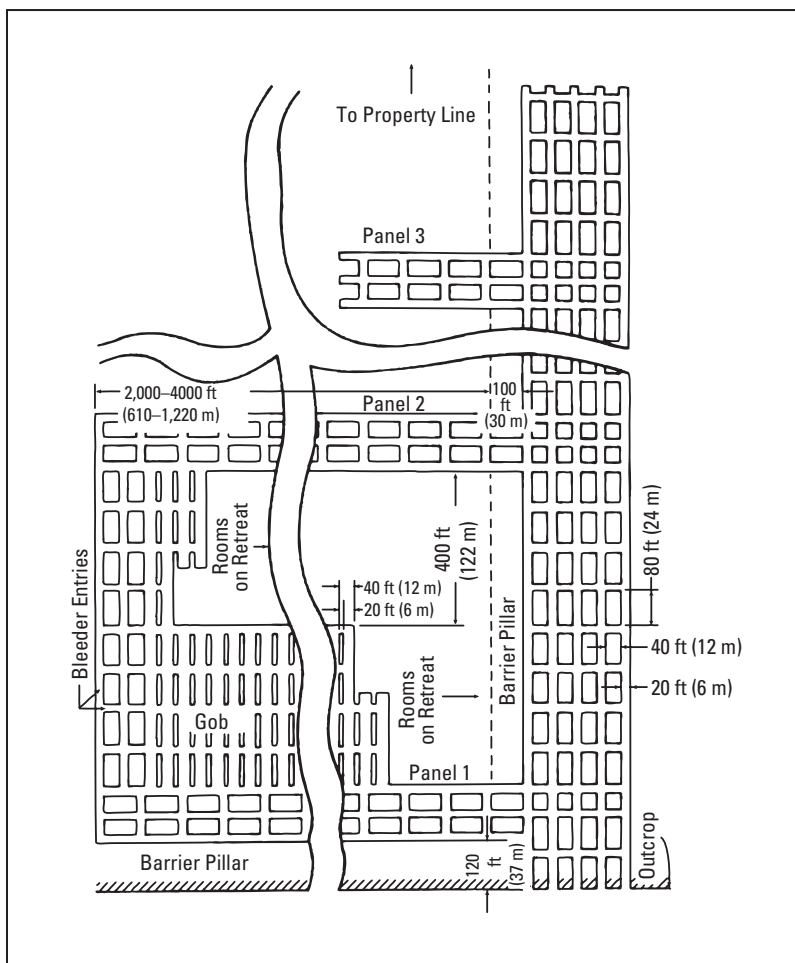 To Property Line
Panel 3
2,000–4000 ft
(610–1,220 m)
Panel 2
100
ft
(30 m)
Rooms
on Retreat
400 ft
(122 m)
80 ft (24 m)
40 ft (12 m)
20 ft (6 m)
Bleeder Entries
Barrier Pillar
40 ft (12 m)
20 ft (6 m)
Gob
Rooms
on Retreat
Panel 1
Barrier Pillar
120
ft
(37 m)
Outcrop